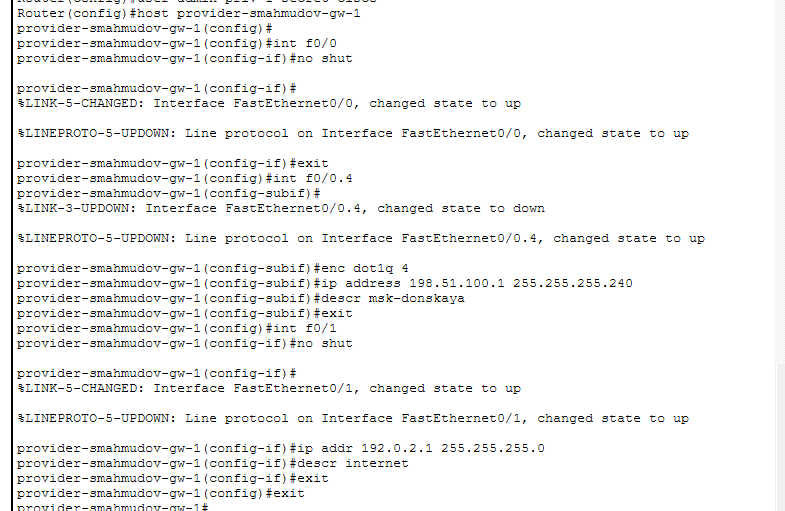 Router(config)#host provider-smahmudov-gw-1
provider-smahmudov-gw-1(config)#
provider-smahmudov-gw-1(config)#int f0/0
provider-smahmudov-gw-1(config-if)#no shut
provider-smahmudov-gw-1(config-if)#
%LINK-5-CHANGED: Interface FastEthernet0/0, changed state to up
%LINEPROTO-5-UPDOWN: Line protocol on Interface FastEthernet0/0, changed state to up
provider-smahmudov-gw-1(config-if)#exit
provider-smahmudov-gw-1(config)#int f0/0.4
provider-smahmudov-gw-1(config-subif)#
%LINK-3-UPDOWN: Interface FastEthernet0/0.4, changed state to down
%LINEPROTO-5-UPDOWN: Line protocol on Interface FastEthernet0/0.4, changed state to up
provider-smahmudov-gw-1(config-subif)#enc dot1q 4
provider-smahmudov-gw-1(config-subif)#ip address 198.51.100.1 255.255.255.240
provider-smahmudov-gw-1(config-subif)#descr msk-donskaya
provider-smahmudov-gw-1(config-subif)#exit
provider-smahmudov-gw-1(config)#int f0/1
provider-smahmudov-gw-1(config-if)#no shut
provider-smahmudov-gw-1(config-if)#
%LINK-5-CHANGED: Interface FastEthernet0/1, changed state to up
%LINEPROTO-5-UPDOWN: Line protocol on Interface FastEthernet0/1, changed state to up
provider-smahmudov-gw-1(config-if)#ip addr 192.0.2.1 255.255.255.0
provider-smahmudov-gw-1(config-if)#descr internet
provider-smahmudov-gw-1(config-if)#exit
provider-smahmudov-gw-1(config)#exit
provider-smahmudov-gw-1#